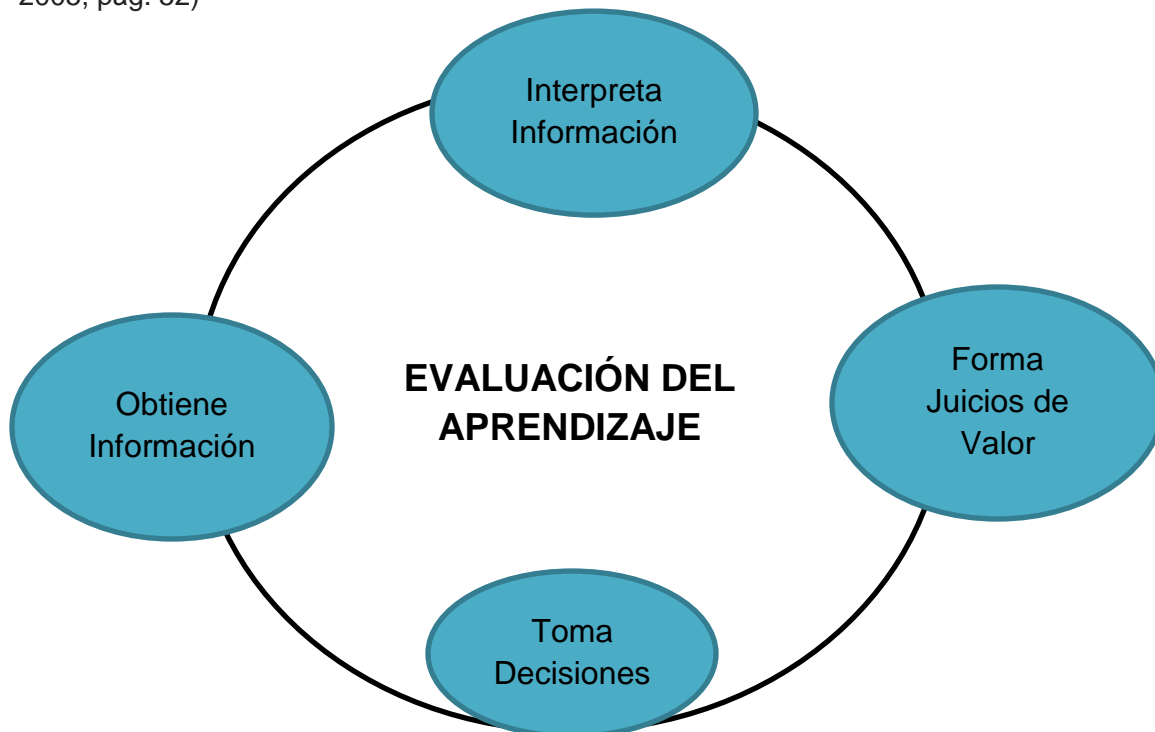 Interpreta
Información
Forma
Juicios de
Valor
EVALUACIÓN DEL
APRENDIZAJE
Obtiene
Información
Toma
Decisiones